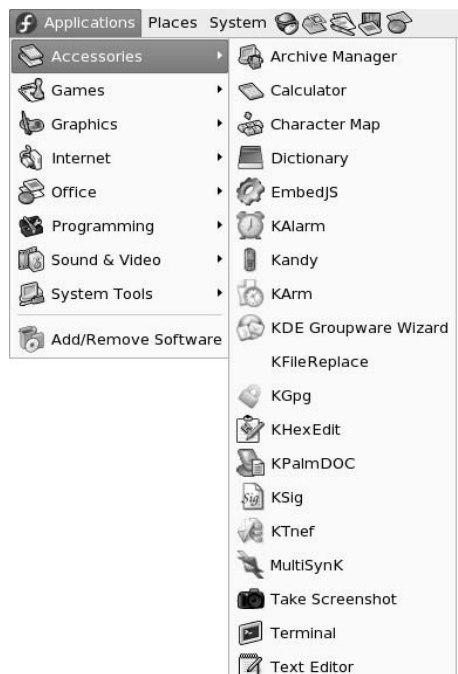 Applications Places System
Accessories
Games
Graphics
Internet
Office
Programming
Sound & Video
System Tools
Add/Remove Software
Archive Manager
Calculator
Character Map
Dictionary
EmbedJS
KAlarm
Kandy
KArm
KDE Groupware Wizard
KFileReplace
KGpg
KHexEdit
KPalmDOC
KSig
KTnef
MultiSynK
Take Screenshot
Terminal
Text Editor